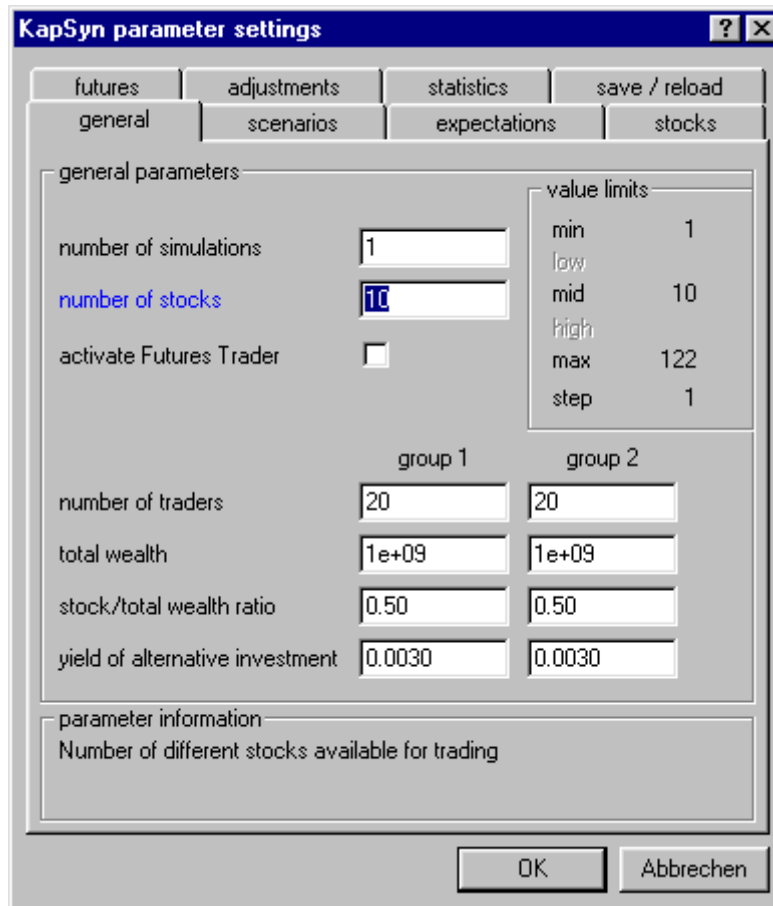 KapSyn parameter settings
futures adjustments statistics save / reload
general scenarios expectations stocks
general parameters
value limits
number of simulations 1
min 1
low
number of stocks 10
mid 10
high
activate Futures Trader
max 122
step 1
group 1 group 2
number of traders 20 20
total wealth 1e+09 1e+09
stock/total wealth ratio 0.50 0.50
yield of alternative investment 0.0030 0.0030
parameter information
Number of different stocks available for trading
OK Abbrechen